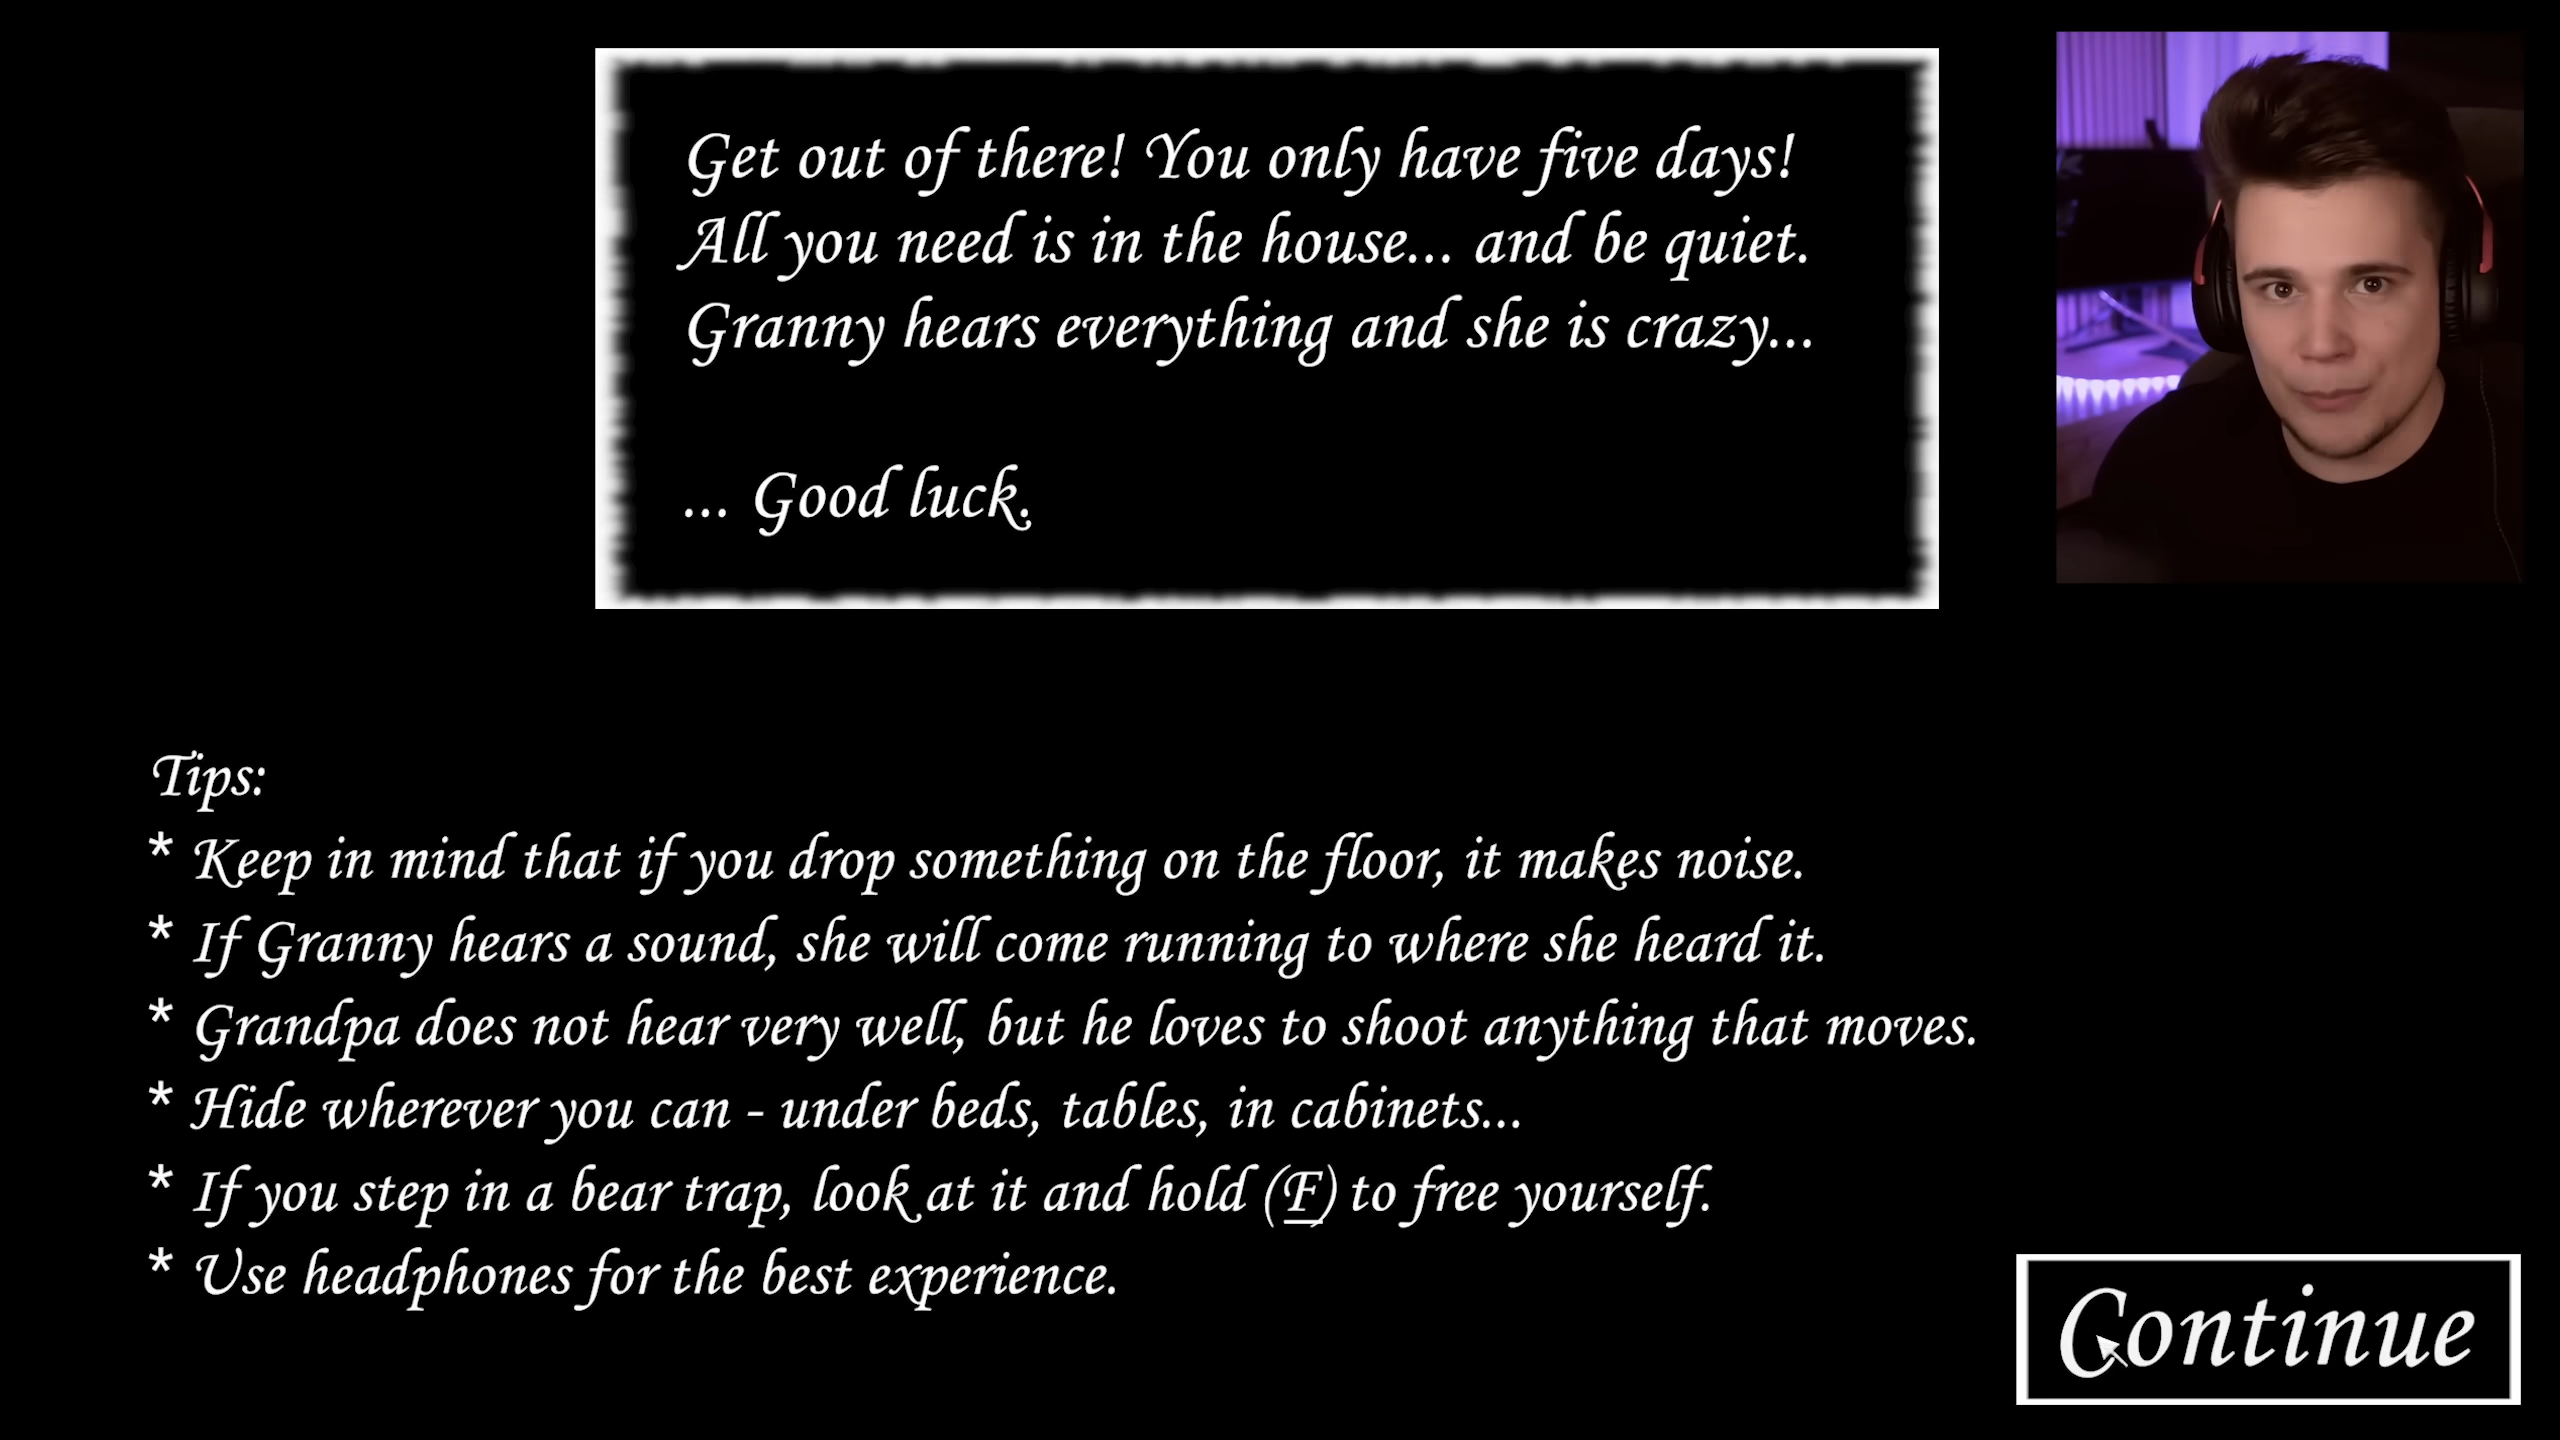 Get out of there! You only have five days!
All you need is in the house... and be quiet.
Granny hears everything and she is crazy...
... Good luck.
Tips:
* Keep in mind that if you drop something on the floor, it makes noise.
* If Granny hears a sound, she will come running to where she heard it.
* Grandpa does not hear very well, but he loves to shoot anything that moves.
* Hide wherever you can - under beds, tables, in cabinets...
* If you step in a bear trap, look at it and hold (F) to free yourself.
* Use headphones for the best experience.
Continue